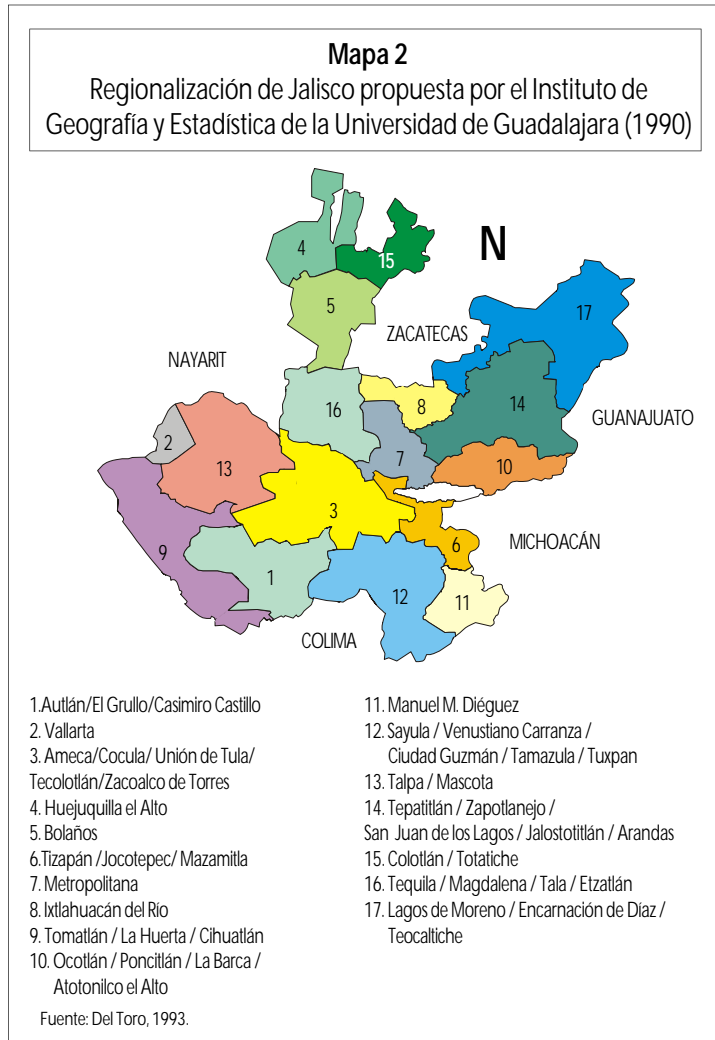 Mapa 2
Regionalización de Jalisco propuesta por el Instituto de
Geografía y Estadística de la Universidad de Guadalajara (1990)
N
4
15
5
17
ZACATECAS
NAYARIT
16
8
14
GUANAJUATO
2
13
7
10
3
9
6
MICHOACÁN
1
12
11
COLIMA
1.Autlán/El Grullo/Casimiro Castillo
2. Vallarta
3. Ameca/Cocula/ Unión de Tula/
Tecolotlán/Zacoalco de Torres
4. Huejuquilla el Alto
5. Bolaños
6.Tizapán /Jocotepec/ Mazamitla
7. Metropolitana
8. Ixtlahuacán del Río
9. Tomatlán / La Huerta / Cihuatlán
10. Ocotlán / Poncitlán / La Barca /
Atotonilco el Alto
11. Manuel M. Diéguez
12. Sayula / Venustiano Carranza /
Ciudad Guzmán / Tamazula / Tuxpan
13. Talpa / Mascota
14. Tepatitlán / Zapotlanejo /
San Juan de los Lagos / Jalostotitlán / Arandas
15. Colotlán / Totatiche
16. Tequila / Magdalena / Tala / Etzatlán
17. Lagos de Moreno / Encarnación de Díaz /
Teocaltiche
Fuente: Del Toro, 1993.